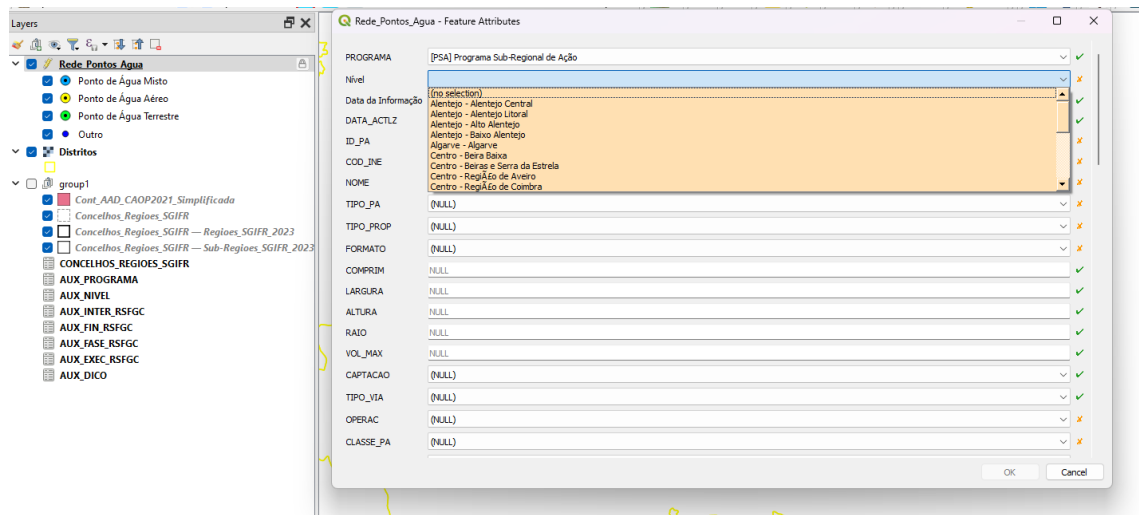 Layers
Rede_Pontos_Agua
Ponto de Água Misto
Ponto de Água Aéreo
Ponto de Água Terrestre
Outro
Distritos
group1
Cont_AAD_CAOP2021_Simplificada
Concelhos_Regioes_SGIFR
Concelhos_Regioes_SGIFR — Regioes_SGIFR_2023
Concelhos_Regioes_SGIFR — Sub-Regioes_SGIFR_2023
CONCELHOS_REGIOES_SGIFR
AUX_PROGRAMA
AUX_NIVEL
AUX_INTER_RSFGC
AUX_FIN_RSFGC
AUX_FASE_RSFGC
AUX_EXEC_RSFGC
AUX_DICO
Rede_Pontos_Agua - Feature Attributes
PROGRAMA [PSA] Programa Sub-Regional de Ação
Nível
(no selection)
Alentejo - Alentejo Central
Alentejo - Alentejo Litoral
Alentejo - Alto Alentejo
Alentejo - Baixo Alentejo
Algarve - Algarve
Centro - Beira Baixa
Centro - Beiras e Serra da Estrela
Centro - RegiÃ£o de Aveiro
Centro - RegiÃ£o de Coimbra
Data da Informação
DATA_ACTLZ
ID_PA
COD_INE
NOME
TIPO_PA (NULL)
TIPO_PROP (NULL)
FORMATO (NULL)
COMPRIM NULL
LARGURA NULL
ALTURA NULL
RAIO NULL
VOL_MAX NULL
CAPTACAO (NULL)
TIPO_VIA (NULL)
OPERAC (NULL)
CLASSE_PA (NULL)
OK Cancel